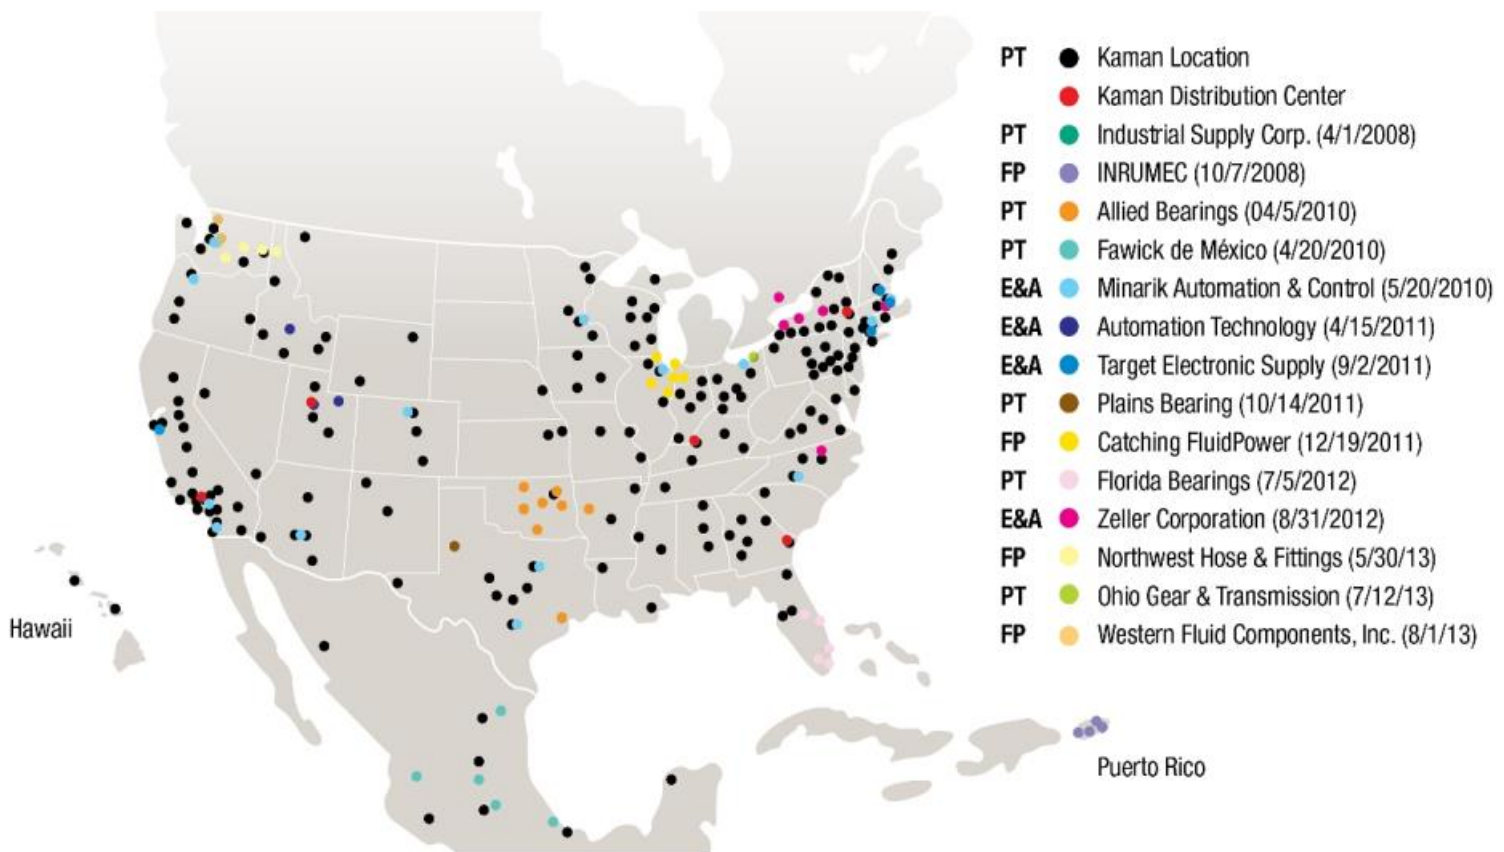 PT Kaman Location
Kaman Distribution Center
PT Industrial Supply Corp. (4/1/2008)
FP INRUMEC (10/7/2008)
PT Allied Bearings (04/5/2010)
PT Fawick de México (4/20/2010)
E&A Minarik Automation & Control (5/20/2010)
E&A Automation Technology (4/15/2011)
E&A Target Electronic Supply (9/2/2011)
PT Plains Bearing (10/14/2011)
FP Catching FluidPower (12/19/2011)
PT Florida Bearings (7/5/2012)
E&A Zeller Corporation (8/31/2012)
FP Northwest Hose & Fittings (5/30/13)
PT Ohio Gear & Transmission (7/12/13)
FP Western Fluid Components, Inc. (8/1/13)
Hawaii
Puerto Rico